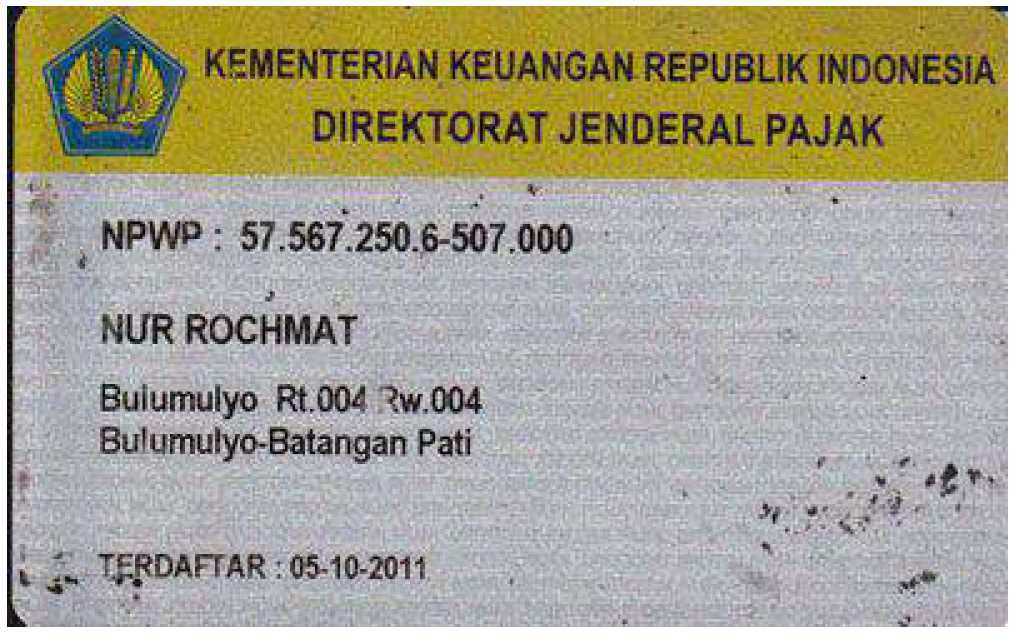 KEMENTERIAN KEUANGAN REPUBLIK INDONESIA
DIREKTORAT JENDERAL PAJAK
NPWP : 57.567.250.6-507.000
NUR ROCHMAT
Bulumulyo Rt.004 Rw.004
Bulumulyo-Batangan Pati
TERDAFTAR : 05-10-2011